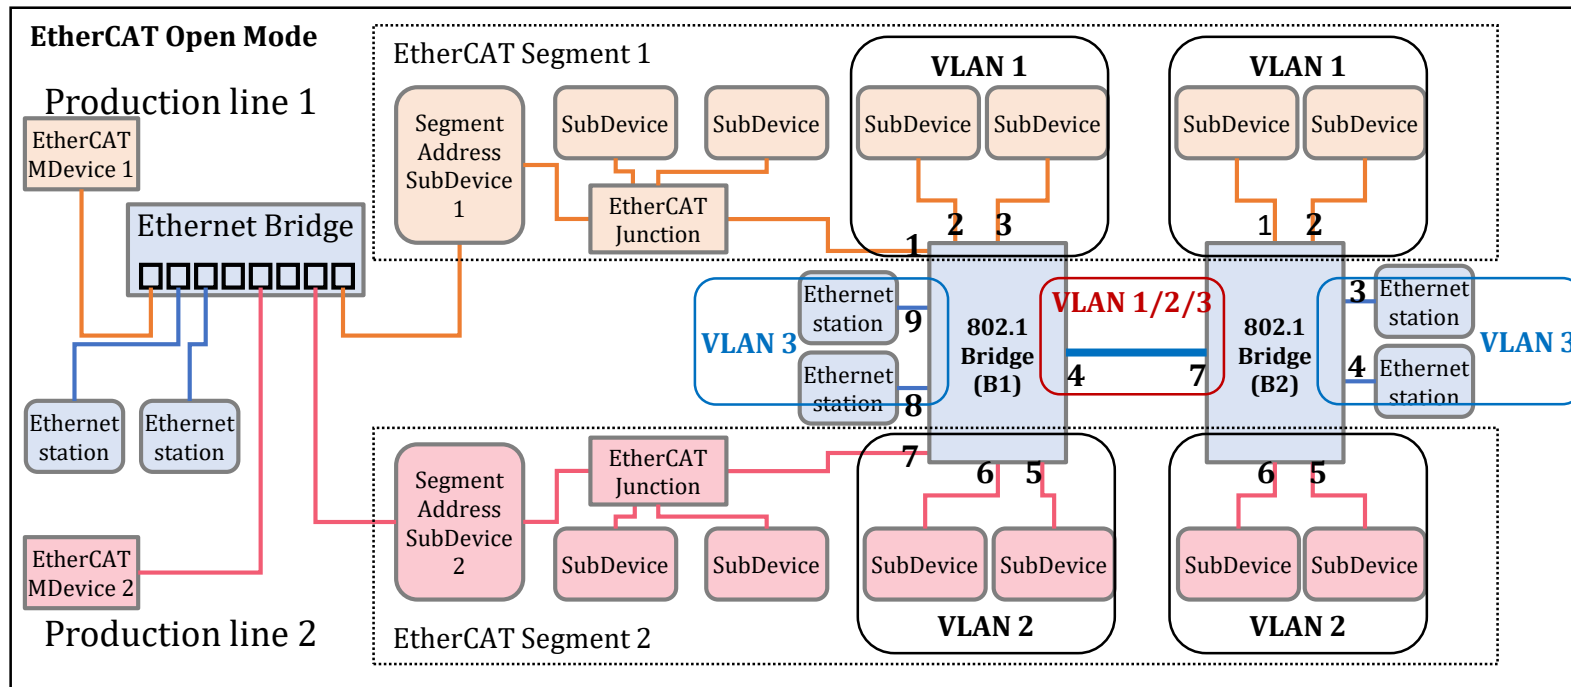 EtherCAT Open Mode
Production line 1
EtherCAT
MDevice 1
Ethernet Bridge
Ethernet
station
Ethernet
station
EtherCAT
MDevice 2
Production line 2
EtherCAT Segment 1
Segment
Address
SubDevice
1
SubDevice
SubDevice
EtherCAT
Junction
VLAN 1
SubDevice
SubDevice
1
2
3
VLAN 1
SubDevice
SubDevice
1
2
Ethernet
station
9
VLAN 3
Ethernet
station
8
802.1
Bridge
(B1)
VLAN 1/2/3
4
7
802.1
Bridge
(B2)
3
Ethernet
station
VLAN 3
4
Ethernet
station
Segment
Address
SubDevice
2
EtherCAT
Junction
SubDevice
SubDevice
7
6
5
SubDevice
SubDevice
VLAN 2
6
5
SubDevice
SubDevice
VLAN 2
EtherCAT Segment 2